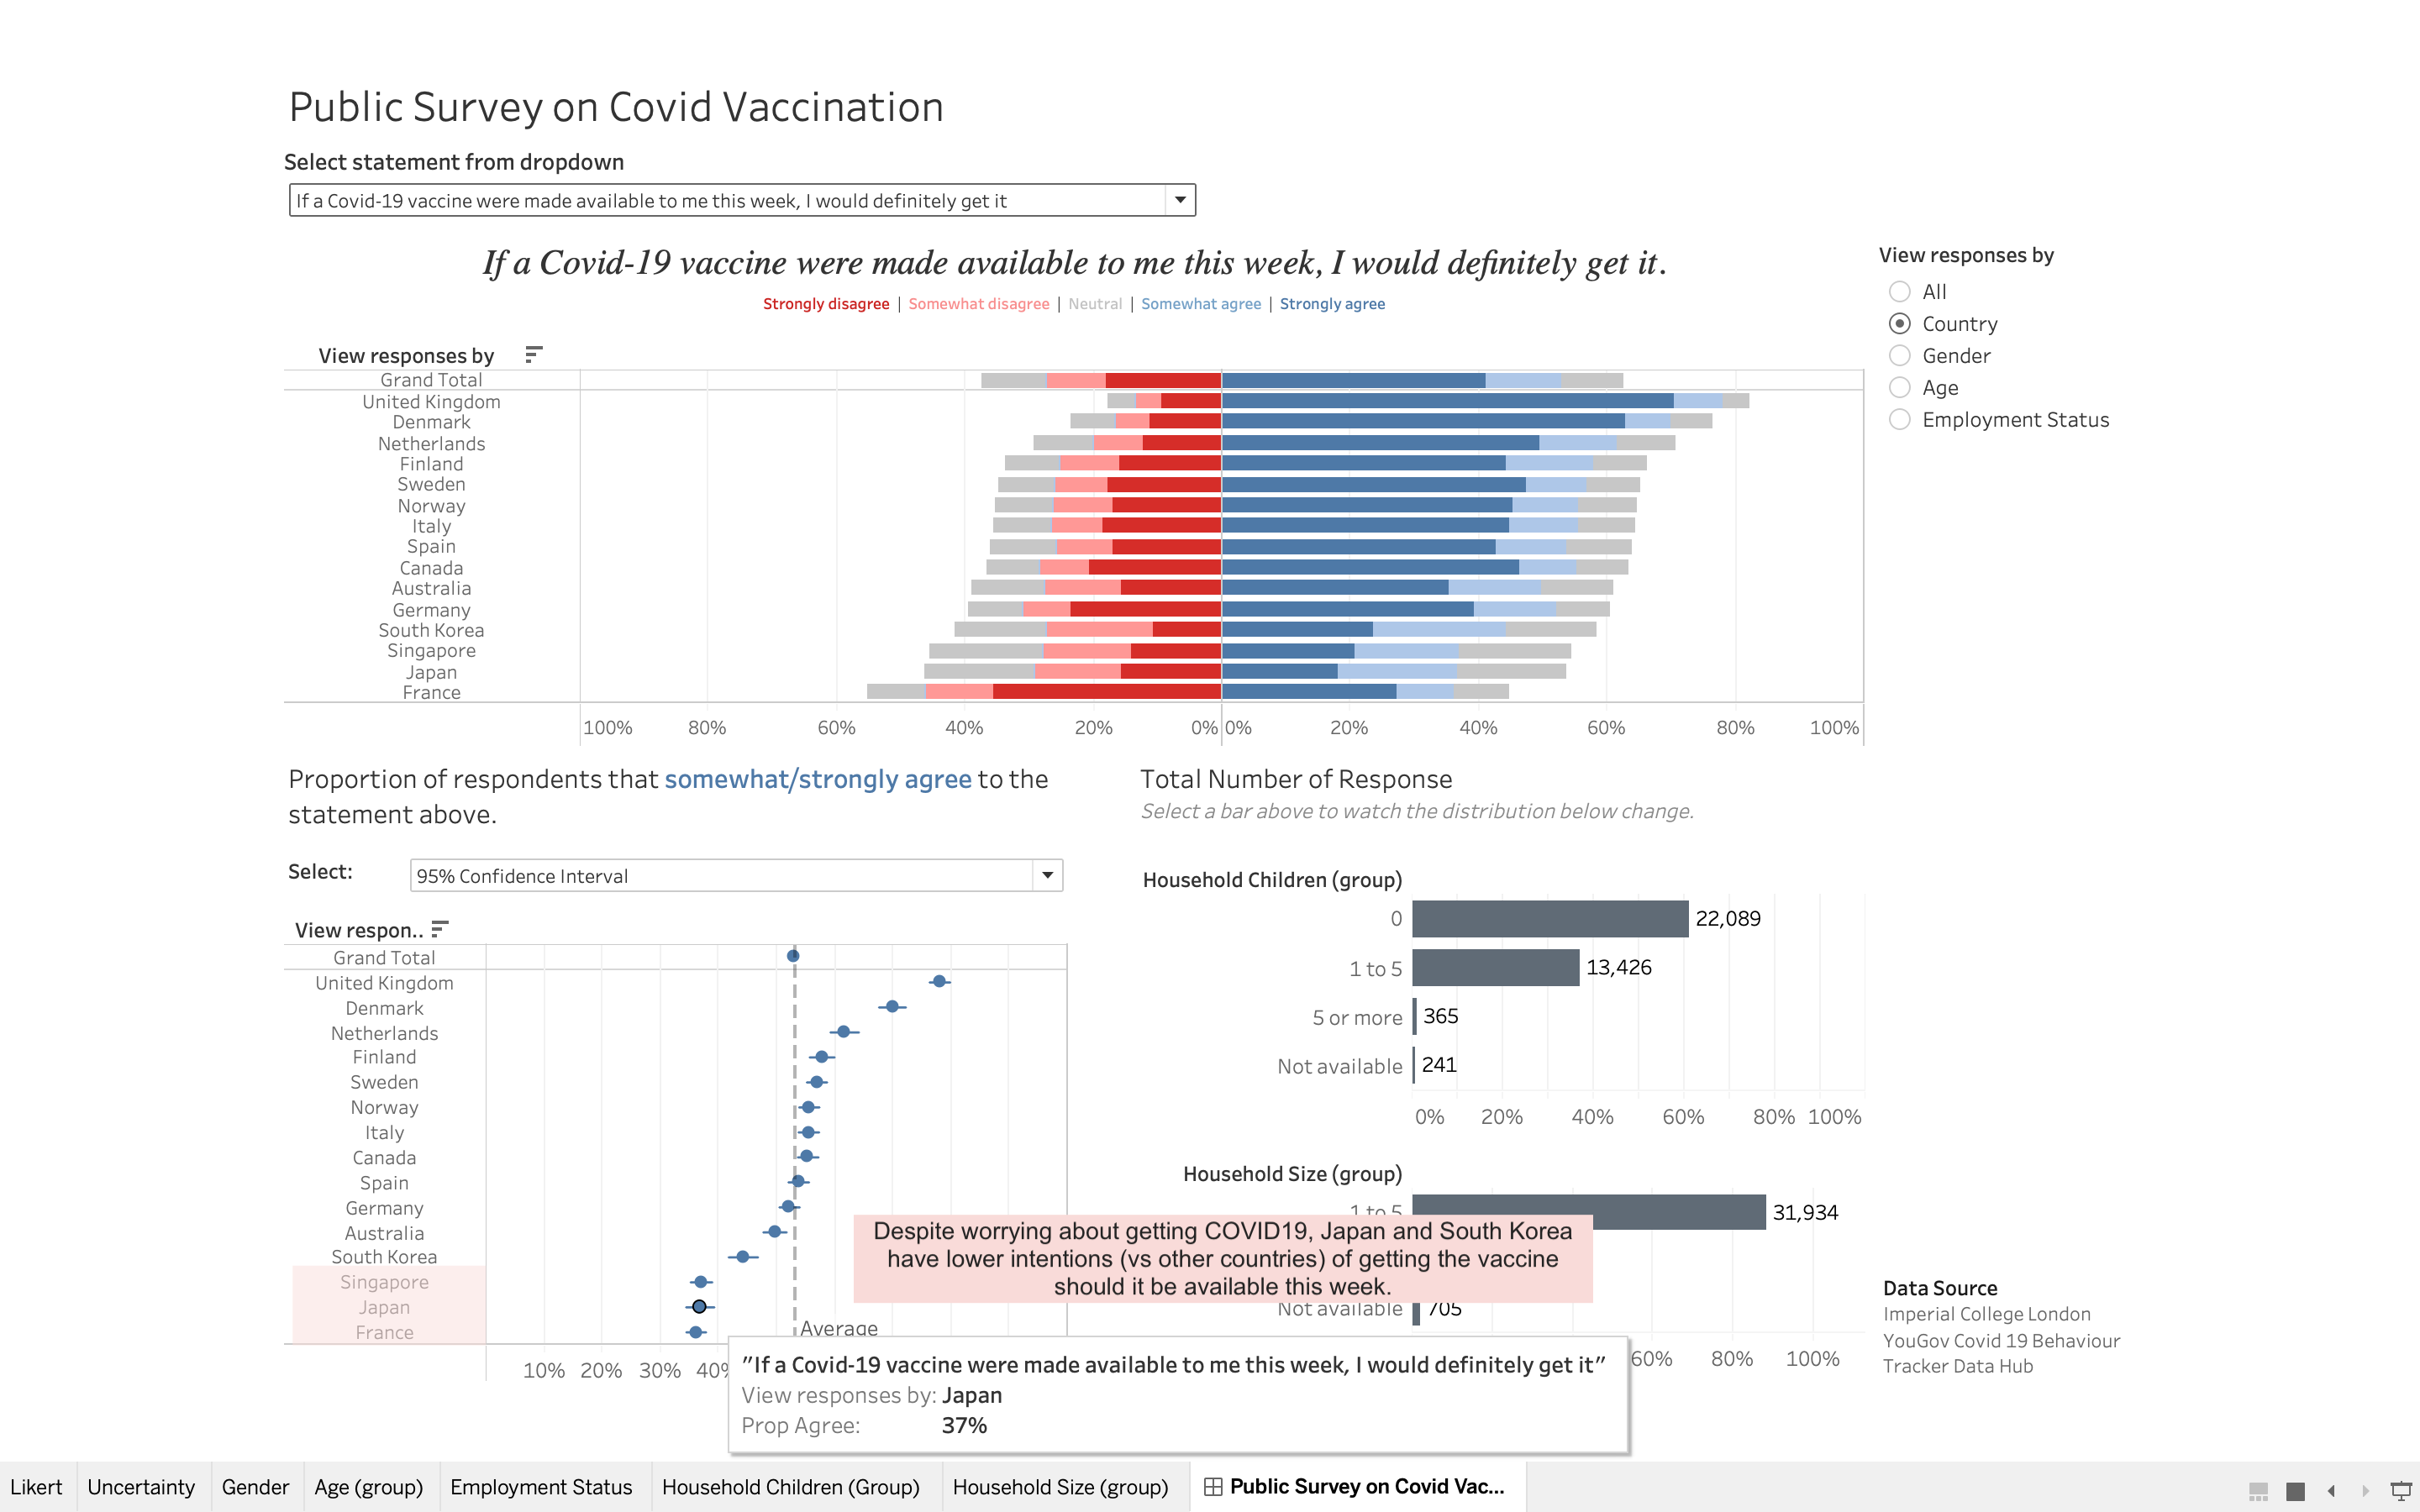 Public Survey on Covid Vaccination
Select statement from dropdown
If a Covid-19 vaccine were made available to me this week, I would definitely get it
If a Covid-19 vaccine were made available to me this week, I would definitely get it.
Strongly disagree | Somewhat disagree | Neutral | Somewhat agree | Strongly agree
View responses by
All
Country
Gender
Age
Employment Status
View responses by
Grand Total
United Kingdom
Denmark
Netherlands
Finland
Sweden
Norway
Italy
Spain
Canada
Australia
Germany
South Korea
Singapore
Japan
France
100% 80% 60% 40% 20% 0% 0% 20% 40% 60% 80% 100%
Proportion of respondents that somewhat/strongly agree to the
statement above.
Select: 95% Confidence Interval
View respon..
Grand Total
United Kingdom
Denmark
Netherlands
Finland
Sweden
Norway
Italy
Canada
Spain
Germany
Australia
South Korea
Singapore
Japan
France
Average
10% 20% 30% 40%
Total Number of Response
Select a bar above to watch the distribution below change.
Household Children (group)
0 22,089
1 to 5 13,426
5 or more 365
Not available 241
0% 20% 40% 60% 80% 100%
Household Size (group)
1 to 5 31,934
Despite worrying about getting COVID19, Japan and South Korea
have lower intentions (vs other countries) of getting the vaccine
should it be available this week.
Not available 705
60% 80% 100%
"If a Covid-19 vaccine were made available to me this week, I would definitely get it"
View responses by: Japan
Prop Agree: 37%
Data Source
Imperial College London
YouGov Covid 19 Behaviour
Tracker Data Hub
Likert Uncertainty Gender Age (group) Employment Status Household Children (Group) Household Size (group) Public Survey on Covid Vac...